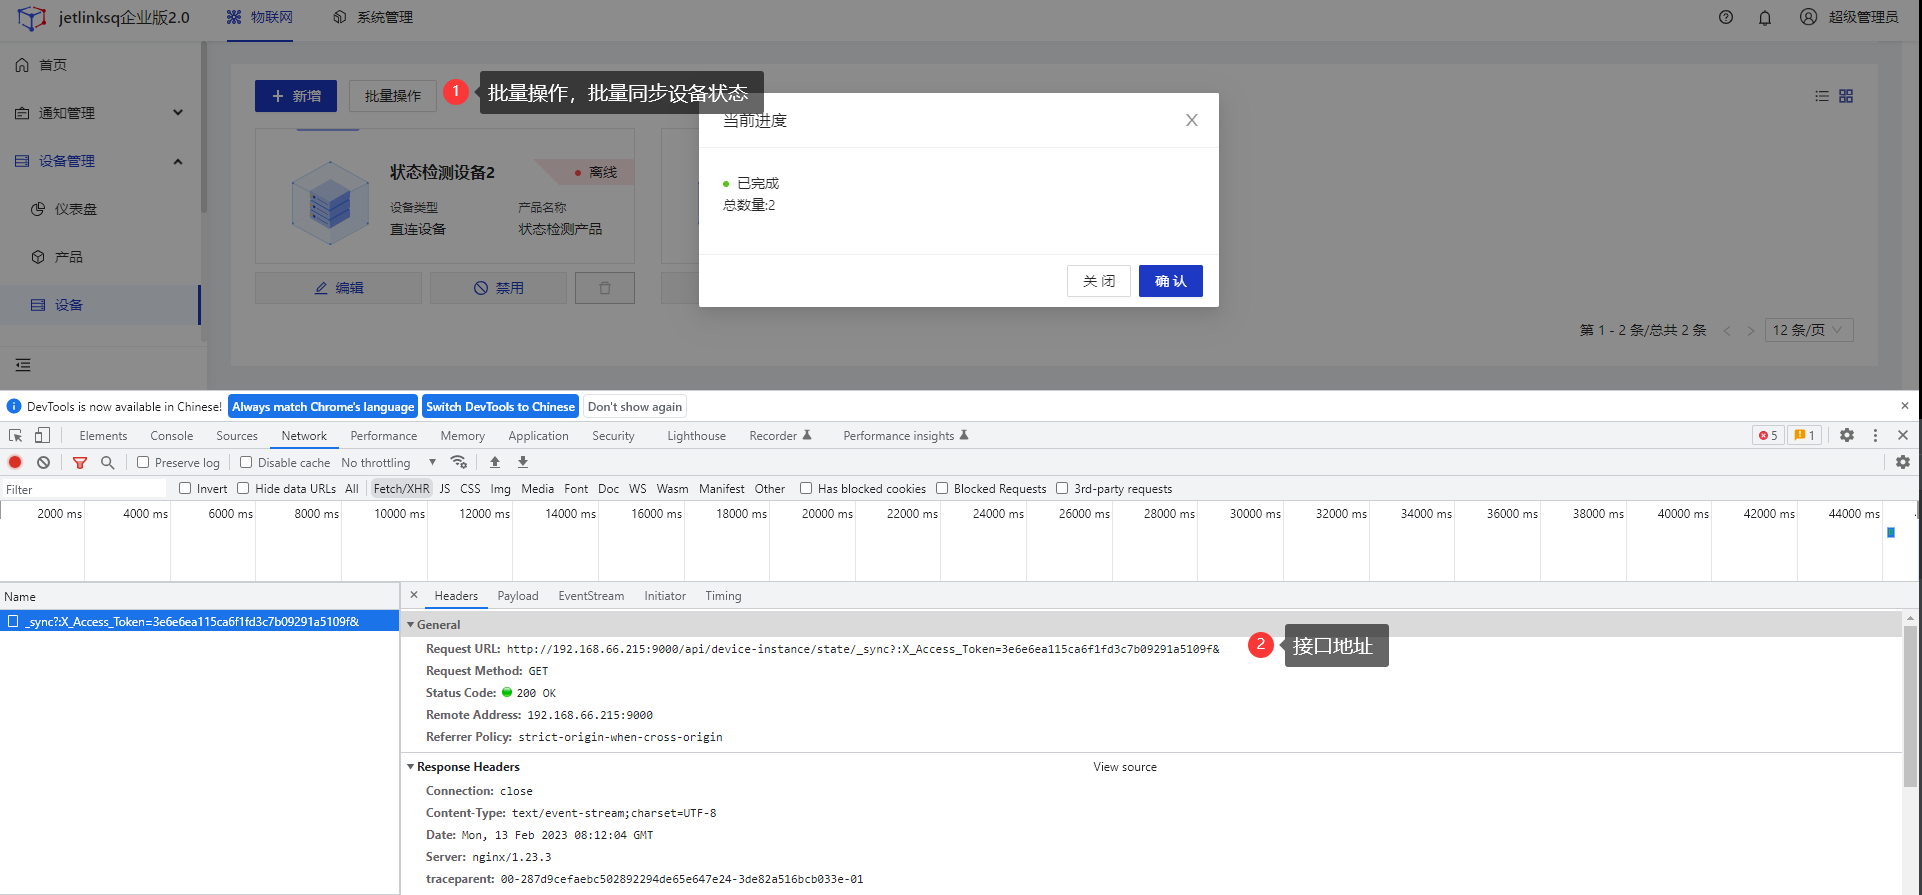 jetlinksq企业版2.0
物联网
系统管理
超级管理员
首页
通知管理
设备管理
仪表盘
产品
设备
新增
批量操作
1
批量操作，批量同步设备状态
状态检测设备2
离线
设备类型
产品名称
直连设备
状态检测产品
编辑
禁用
当前进度
已完成
总数量:2
关 闭
确 认
第 1 - 2 条/总共 2 条
12 条/页
DevTools is now available in Chinese!
Always match Chrome's language
Switch DevTools to Chinese
Don't show again
Elements Console Sources Network Performance Memory Application Security Lighthouse Recorder Performance insights
5
1
Preserve log
Disable cache
No throttling
Filter
Invert Hide data URLs All Fetch/XHR JS CSS Img Media Font Doc WS Wasm Manifest Other Has blocked cookies Blocked Requests 3rd-party requests
2000 ms 4000 ms 6000 ms 8000 ms 10000 ms 12000 ms 14000 ms 16000 ms 18000 ms 20000 ms 22000 ms 24000 ms 26000 ms 28000 ms 30000 ms 32000 ms 34000 ms 36000 ms 38000 ms 40000 ms 42000 ms 44000 ms
Name
_sync?:X_Access_Token=3e6e6ea115ca6f1fd3c7b09291a5109f&
Headers Payload EventStream Initiator Timing
General
Request URL: http://192.168.66.215:9000/api/device-instance/state/_sync?:X_Access_Token=3e6e6ea115ca6f1fd3c7b09291a5109f&
2
接口地址
Request Method: GET
Status Code: 200 OK
Remote Address: 192.168.66.215:9000
Referrer Policy: strict-origin-when-cross-origin
Response Headers
View source
Connection: close
Content-Type: text/event-stream;charset=UTF-8
Date: Mon, 13 Feb 2023 08:12:04 GMT
Server: nginx/1.23.3
traceparent: 00-287d9cefaebc502892294de65e647e24-3de82a516bcb033e-01